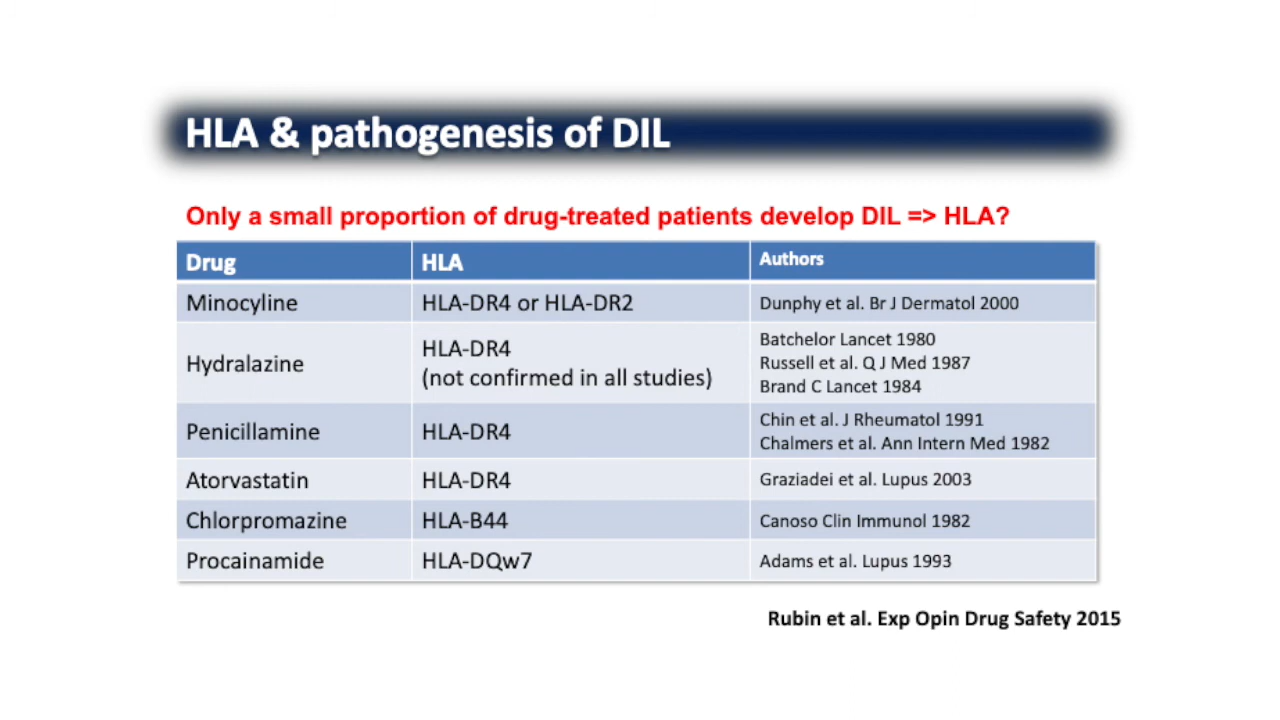 HLA & pathogenesis of DIL
Only a small proportion of drug-treated patients develop DIL => HLA?
Drug HLA Authors
Minocyline HLA-DR4 or HLA-DR2 Dunphy et al. Br J Dermatol 2000
Hydralazine
HLA-DR4
(not confirmed in all studies)
Batchelor Lancet 1980
Russell et al. Q J Med 1987
Brand C Lancet 1984
Penicillamine HLA-DR4
Chin et al. J Rheumatol 1991
Chalmers et al. Ann Intern Med 1982
Atorvastatin HLA-DR4 Graziadei et al. Lupus 2003
Chlorpromazine HLA-B44 Canoso Clin Immunol 1982
Procainamide HLA-DQw7 Adams et al. Lupus 1993
Rubin et al. Exp Opin Drug Safety 2015